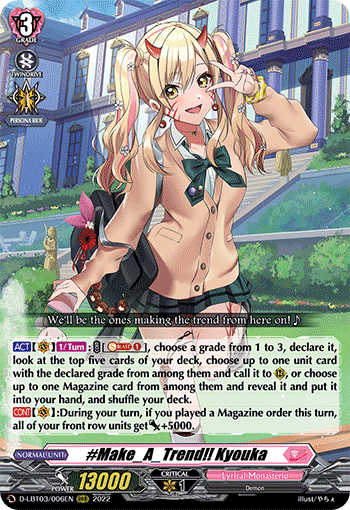 3
GRADE
TWINDRIVE
PERSONA RIDE
We'll be the ones making the trend from here on! ♪
ACT 1/Turn : [ BLAST 1 ], choose a grade from 1 to 3, declare it,
look at the top five cards of your deck, choose up to one unit card
with the declared grade from among them and call it to , or choose
up to one Magazine card from among them and reveal it and put it
into your hand, and shuffle your deck.
CONT [ ]:During your turn, if you played a Magazine order this turn,
all of your front row units get +5000.
NORMAL UNIT
#Make_A_Trend!! Kyouka
Lyrical Monasterio
Demon
POWER 13000
CRITICAL
1
D-LBT03/006EN RRR 2022
illust/やちぇ